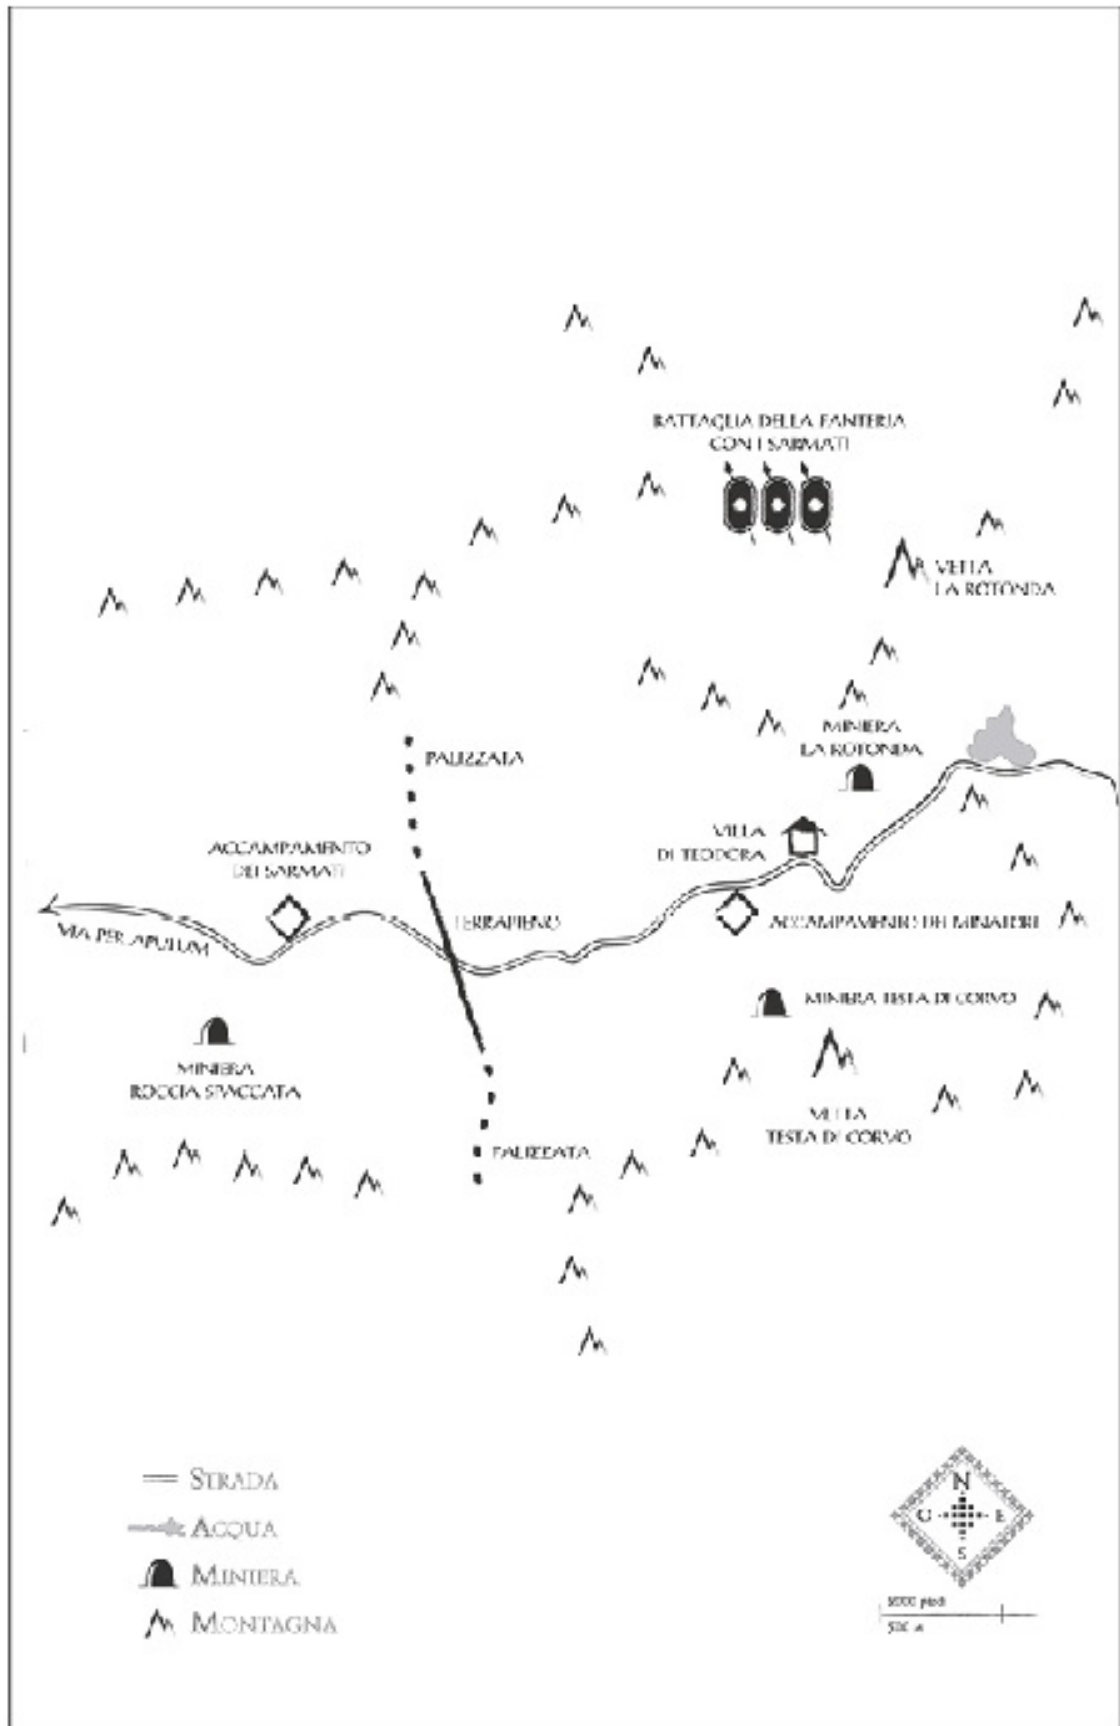 BATTAGLIA DELLA FANTERIA
CON I SARMATI
VETTA
LA ROTONDA
MINIERA
LA ROTONDA
PALIZZATA
VILLA
DI TEODORA
ACCAMPAMENTO
DEI SARMATI
TERRAPIENO
ACCAMPAMENTO DEI MINATORI
VIA PER APULUM
MINIERA TESTA DI CORVO
MINIERA
ROCCIA SPACCATA
VETTA
TESTA DI CORVO
PALIZZATA
STRADA
ACQUA
MINIERA
MONTAGNA
N
O E
S
piedi